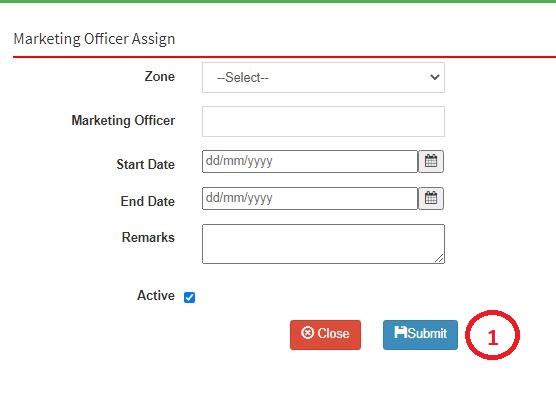 Marketing Officer Assign
Zone --Select--
Marketing Officer
Start Date dd/mm/yyyy
End Date dd/mm/yyyy
Remarks
Active
Close Submit 1